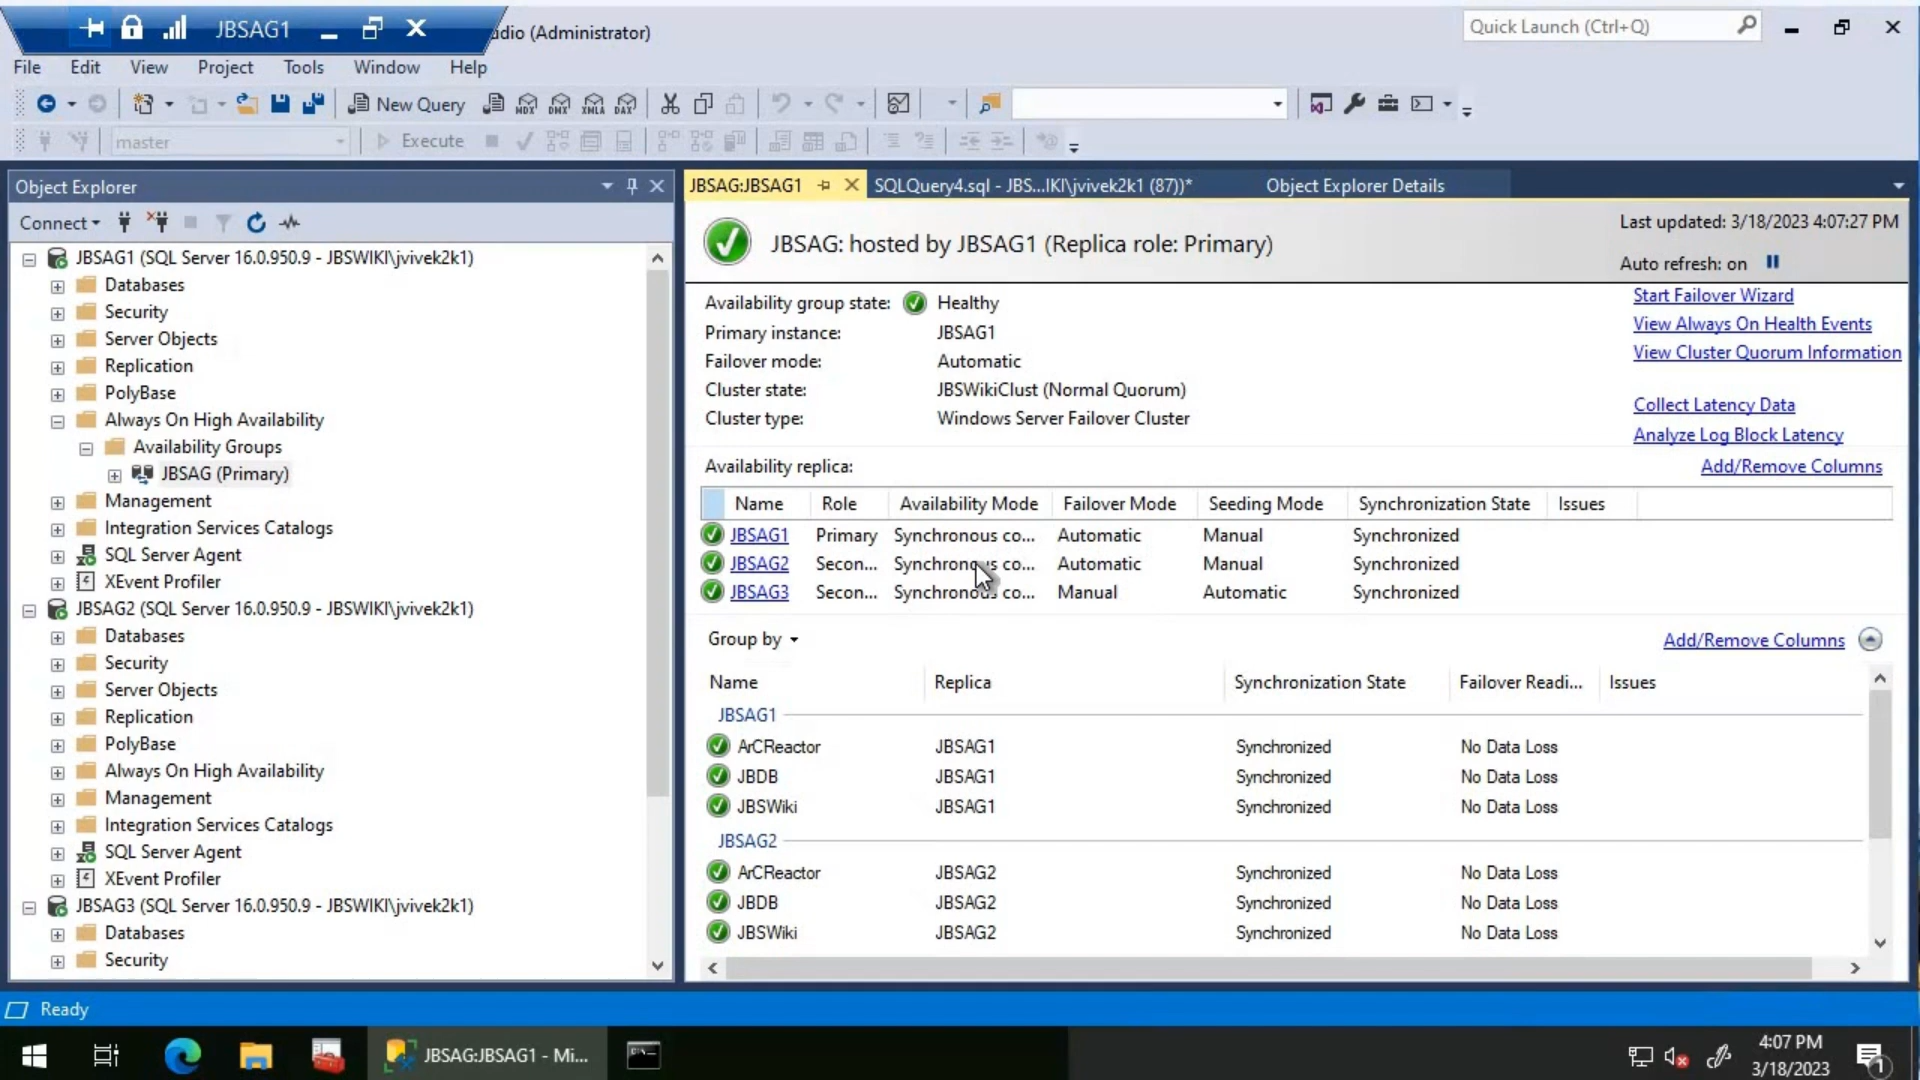 JBSAG1
dio (Administrator)
Quick Launch (Ctrl+Q)
File Edit View Project Tools Window Help
New Query MDX DMX XMLA DAX
master Execute
Object Explorer
Connect
JBSAG1 (SQL Server 16.0.950.9 - JBSWIKI\jvivek2k1)
Databases
Security
Server Objects
Replication
PolyBase
Always On High Availability
Availability Groups
JBSAG (Primary)
Management
Integration Services Catalogs
SQL Server Agent
XEvent Profiler
JBSAG2 (SQL Server 16.0.950.9 - JBSWIKI\jvivek2k1)
Databases
Security
Server Objects
Replication
PolyBase
Always On High Availability
Management
Integration Services Catalogs
SQL Server Agent
XEvent Profiler
JBSAG3 (SQL Server 16.0.950.9 - JBSWIKI\jvivek2k1)
Databases
Security
JBSAG:JBSAG1 SQLQuery4.sql - JBS...IKI\jvivek2k1 (87))* Object Explorer Details
JBSAG: hosted by JBSAG1 (Replica role: Primary)
Last updated: 3/18/2023 4:07:27 PM
Auto refresh: on
Availability group state: Healthy
Primary instance: JBSAG1
Failover mode: Automatic
Cluster state: JBSWikiClust (Normal Quorum)
Cluster type: Windows Server Failover Cluster
Start Failover Wizard
View Always On Health Events
View Cluster Quorum Information
Collect Latency Data
Analyze Log Block Latency
Availability replica: Add/Remove Columns
Name Role Availability Mode Failover Mode Seeding Mode Synchronization State Issues
JBSAG1 Primary Synchronous co... Automatic Manual Synchronized
JBSAG2 Secon... Synchronous co... Automatic Manual Synchronized
JBSAG3 Secon... Synchronous co... Manual Automatic Synchronized
Group by Add/Remove Columns
Name Replica Synchronization State Failover Readi... Issues
JBSAG1
ArCReactor JBSAG1 Synchronized No Data Loss
JBDB JBSAG1 Synchronized No Data Loss
JBSWiki JBSAG1 Synchronized No Data Loss
JBSAG2
ArCReactor JBSAG2 Synchronized No Data Loss
JBDB JBSAG2 Synchronized No Data Loss
JBSWiki JBSAG2 Synchronized No Data Loss
Ready
JBSAG:JBSAG1 - Mi...
4:07 PM
3/18/2023
1